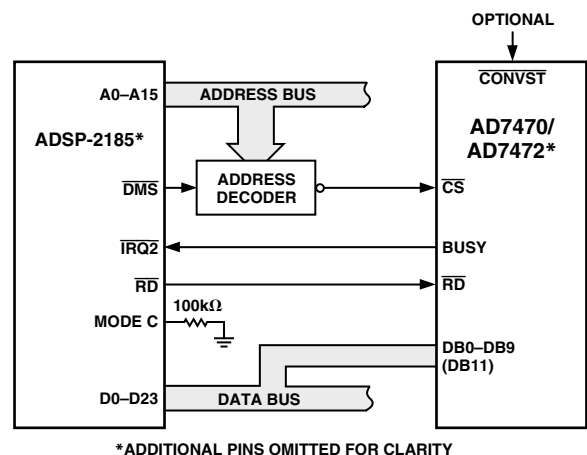 OPTIONAL
CONVST
A0–A15
ADDRESS BUS
ADSP-2185*
AD7470/
AD7472*
DMS
ADDRESS
DECODER
CS
IRQ2
BUSY
RD
RD
100kΩ
MODE C
DB0–DB9
(DB11)
D0–D23
DATA BUS
*ADDITIONAL PINS OMITTED FOR CLARITY